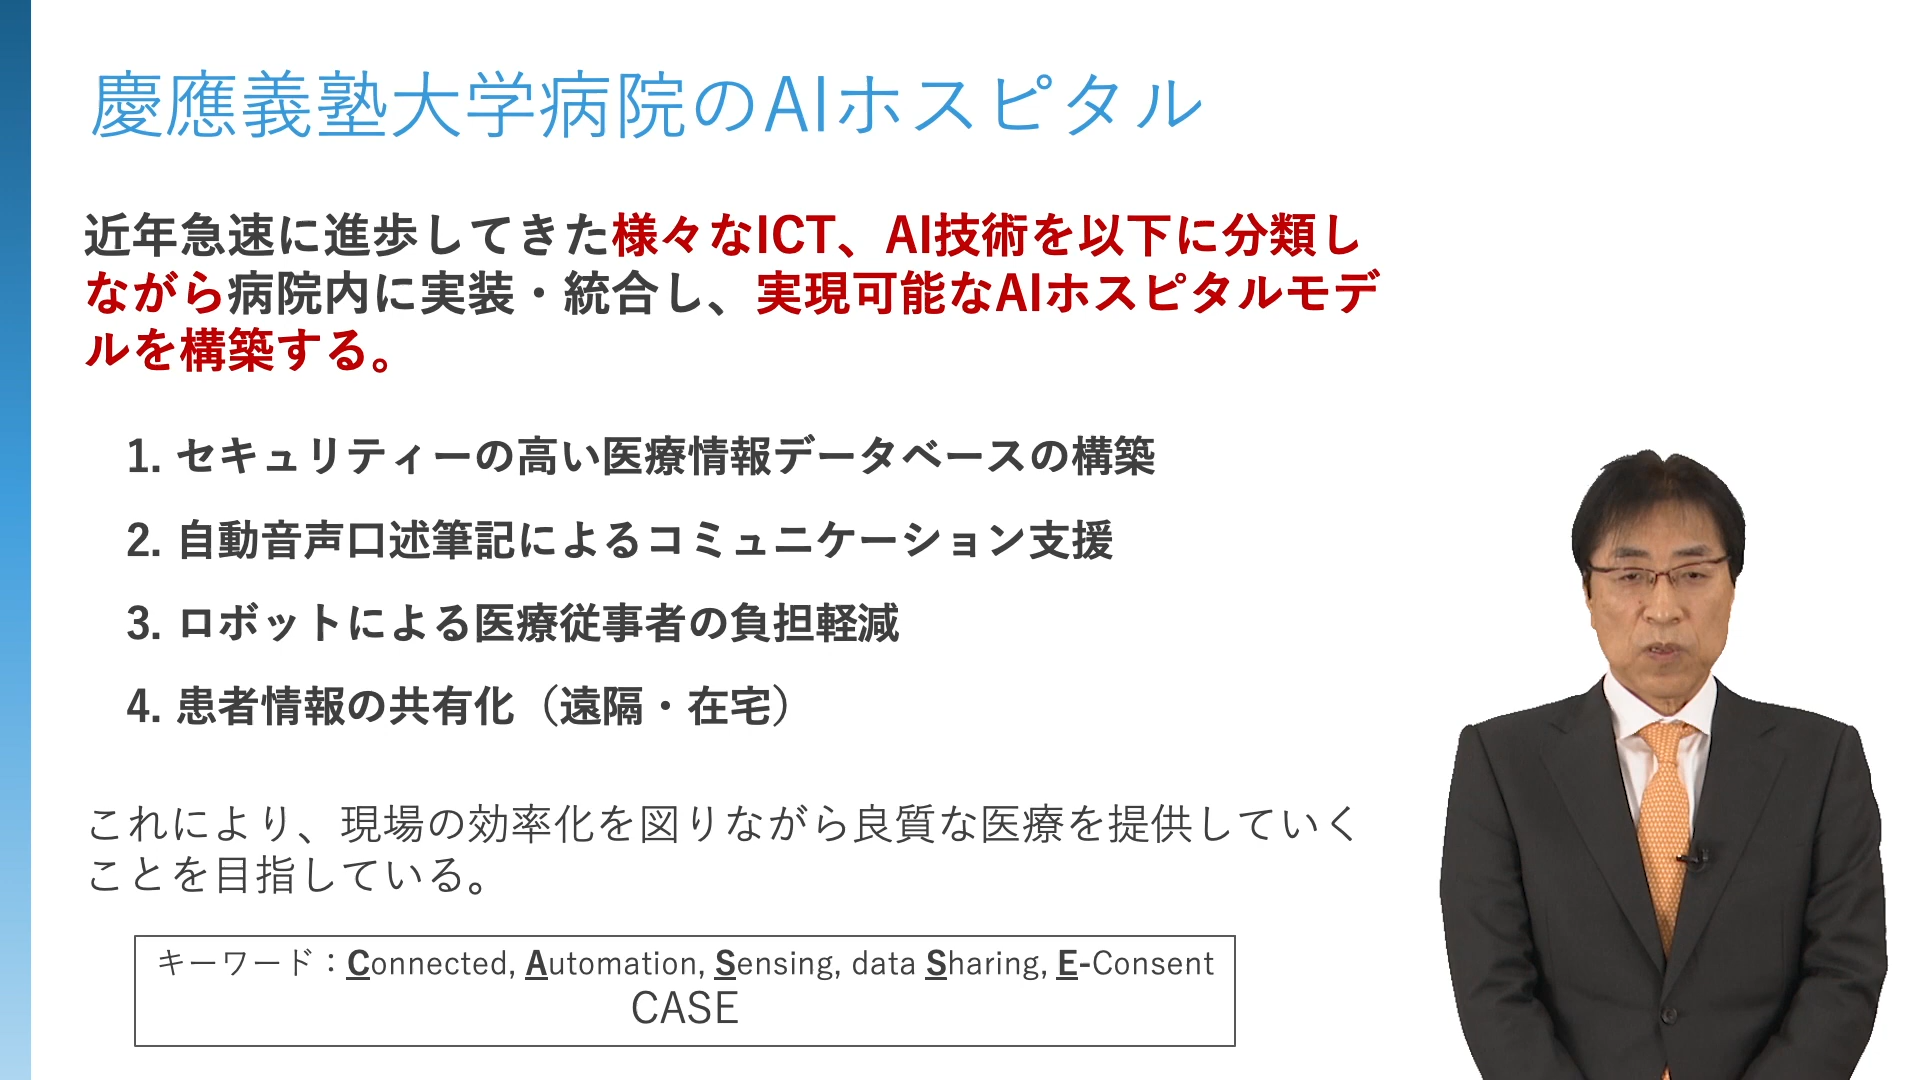 慶應義塾大学病院のAIホスピタル
近年急速に進歩してきた様々なICT、AI技術を以下に分類し
ながら病院内に実装・統合し、実現可能なAIホスピタルモデ
ルを構築する。
1. セキュリティーの高い医療情報データベースの構築
2. 自動音声口述筆記によるコミュニケーション支援
3. ロボットによる医療従事者の負担軽減
4. 患者情報の共有化（遠隔・在宅）
これにより、現場の効率化を図りながら良質な医療を提供していく
ことを目指している。
キーワード：Connected, Automation, Sensing, data Sharing, E-Consent
CASE